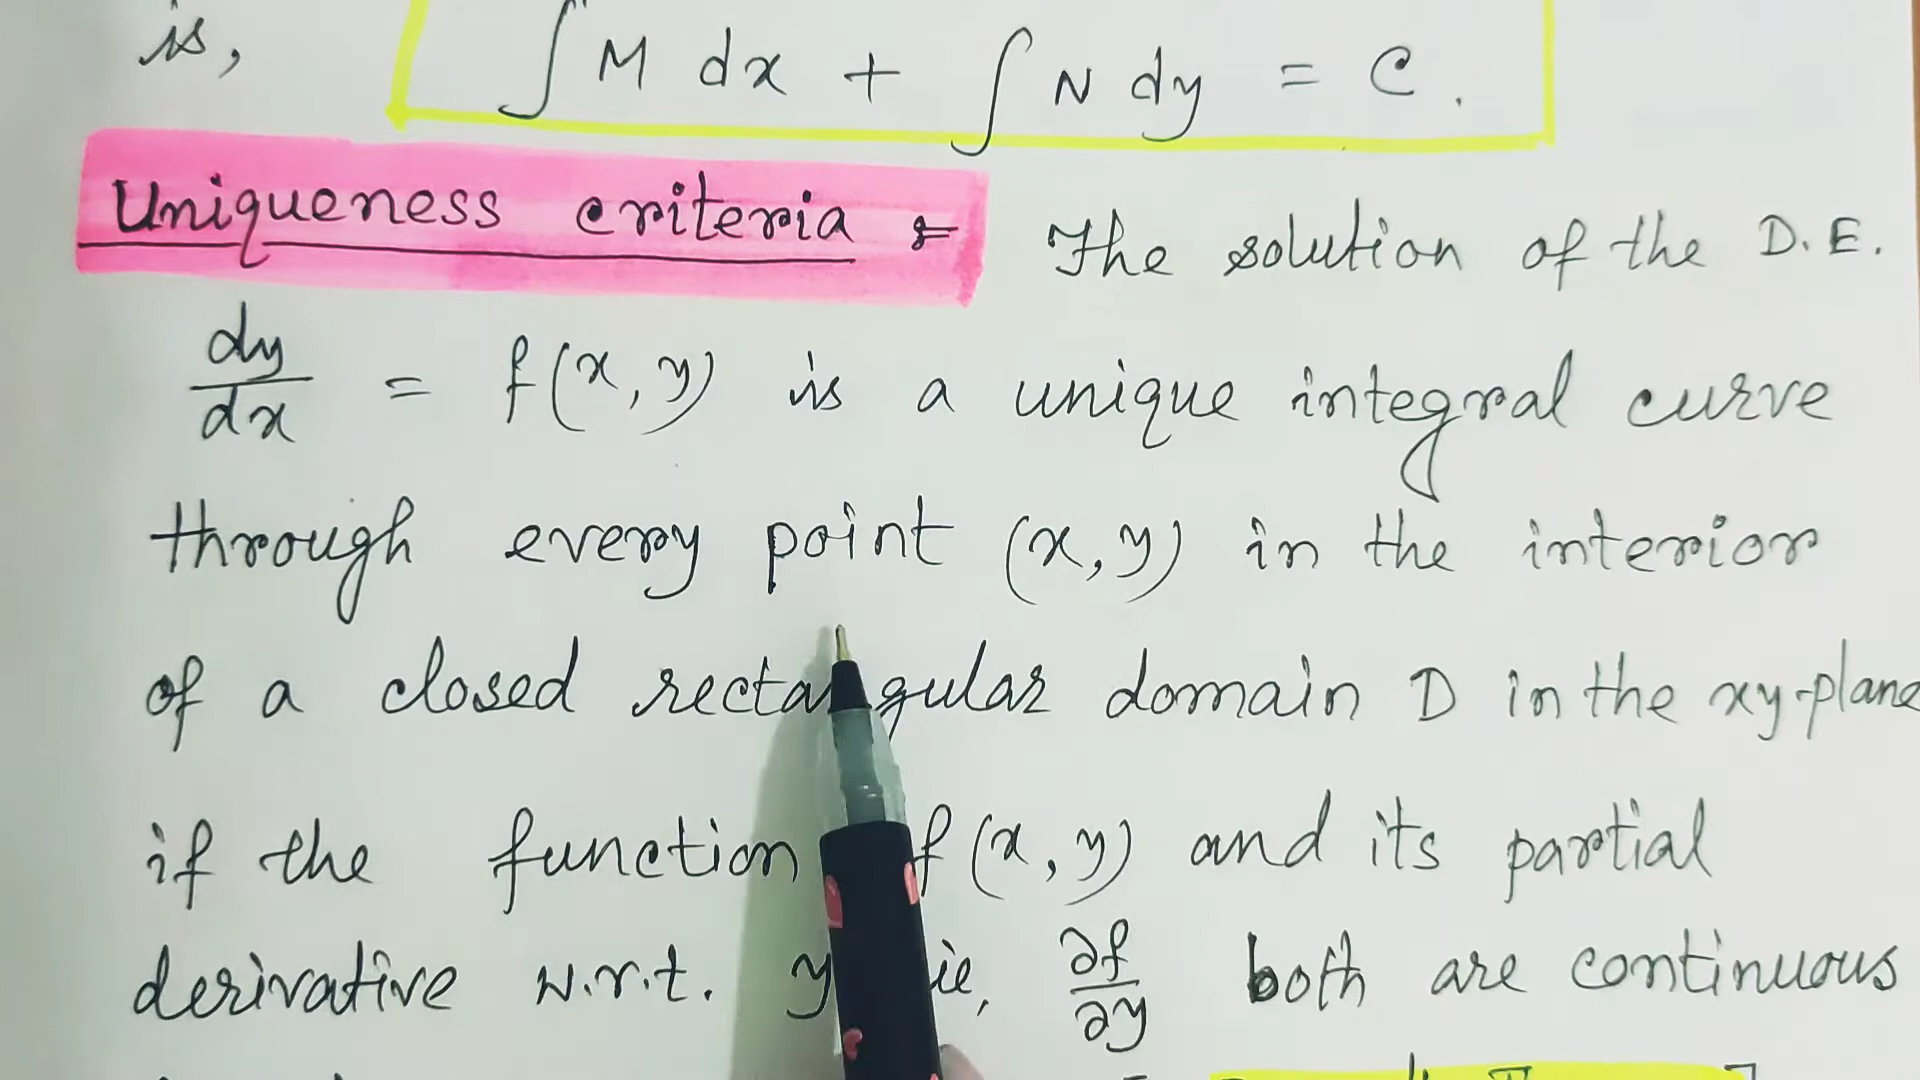 is, ∫ M dx + ∫ N dy = C.
Uniqueness criteria :- The solution of the D.E.
dy/dx = f(x, y) is a unique integral curve
through every point (x, y) in the interior
of a closed rectangular domain D in the xy-plane
if the function f(x, y) and its partial
derivative w.r.t. y ie, ∂f/∂y both are continuous